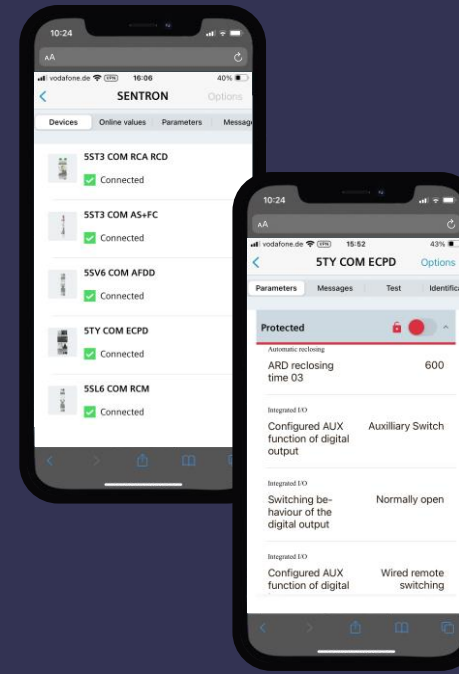 10:24
AA
vodafone.de VPN 16:06 40%
SENTRON Options
Devices Online values Parameters Message
5ST3 COM RCA RCD
Connected
5ST3 COM AS+FC
Connected
5SV6 COM AFDD
Connected
5TY COM ECPD
Connected
5SL6 COM RCM
Connected
10:24
AA
vodafone.de VPN 15:52 43%
5TY COM ECPD Options
Parameters Messages Test Identifica
Protected
Automatic reclosing
ARD reclosing 600
time 03
Integrated I/O
Configured AUX Auxilliary Switch
function of digital
output
Integrated I/O
Switching be- Normally open
haviour of the
digital output
Integrated I/O
Configured AUX Wired remote
function of digital switching